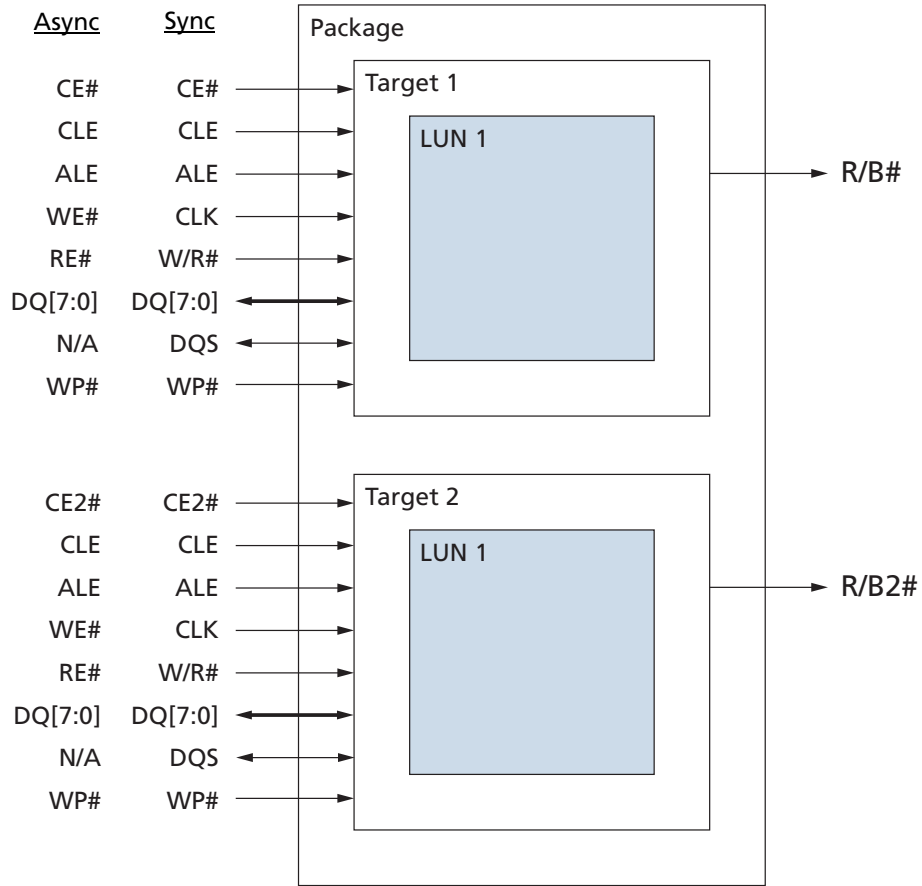 Async Sync Package
CE# CE# Target 1
CLE CLE LUN 1
ALE ALE R/B#
WE# CLK
RE# W/R#
DQ[7:0] DQ[7:0]
N/A DQS
WP# WP#
CE2# CE2# Target 2
CLE CLE LUN 1
ALE ALE R/B2#
WE# CLK
RE# W/R#
DQ[7:0] DQ[7:0]
N/A DQS
WP# WP#